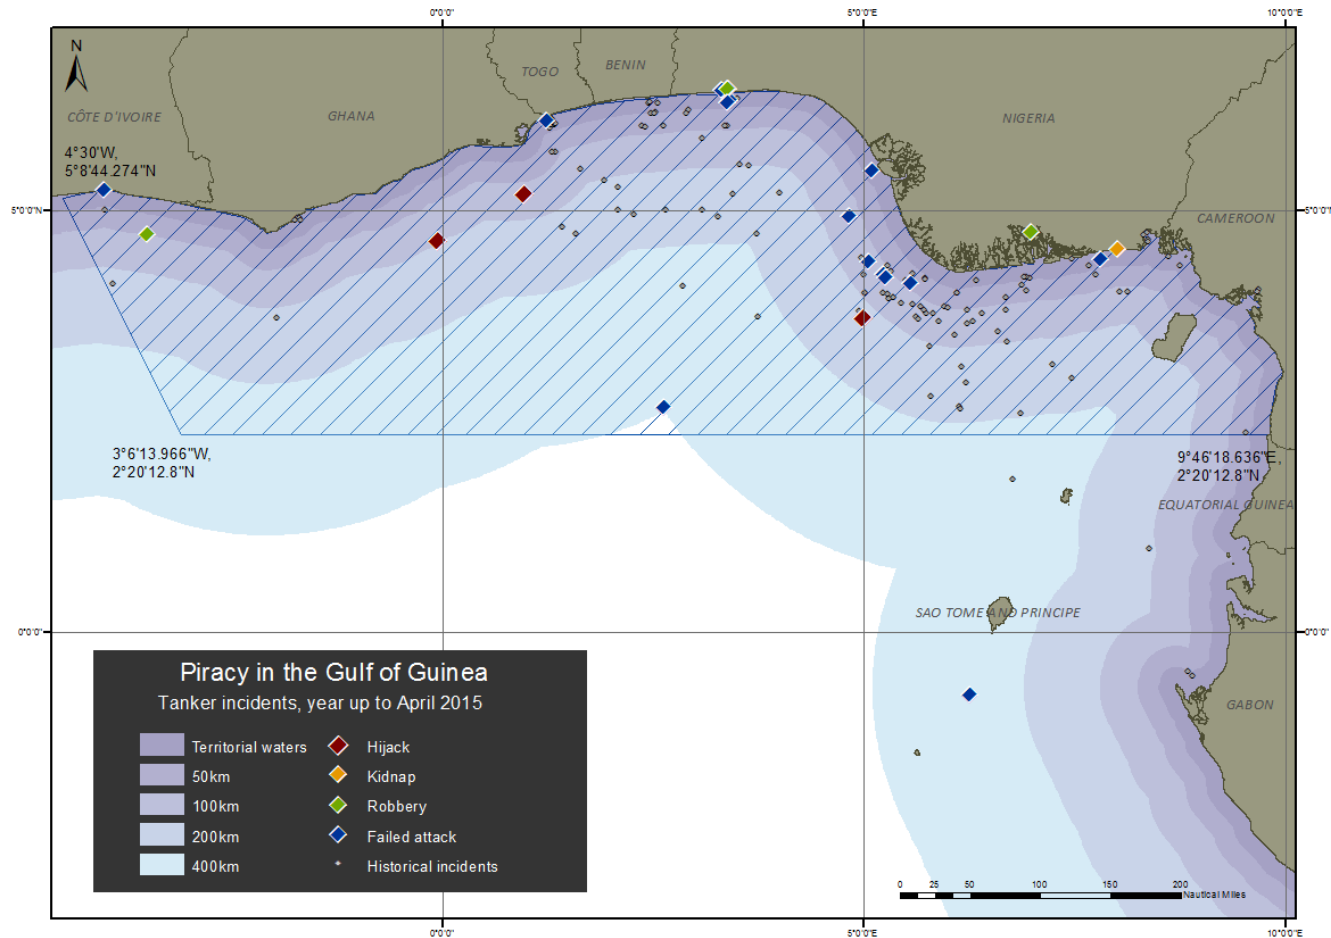 0°0'0" 5°0'0"E 10°0'0"E
N
TOGO
BENIN
CÔTE D'IVOIRE
GHANA
NIGERIA
4°30'W,
5°8'44.274"N
5°0'0"N
5°0'0"N
CAMEROON
3°6'13.966"W,
2°20'12.8"N
9°46'18.636"E,
2°20'12.8"N
EQUATORIAL GUINEA
SAO TOME AND PRINCIPE
0°0'0"
0°0'0"
GABON
Piracy in the Gulf of Guinea
Tanker incidents, year up to April 2015
Territorial waters
50km
100km
200km
400km
Hijack
Kidnap
Robbery
Failed attack
Historical incidents
0 25 50 100 150 200
Nautical Miles
0°0'0" 5°0'0"E 10°0'0"E